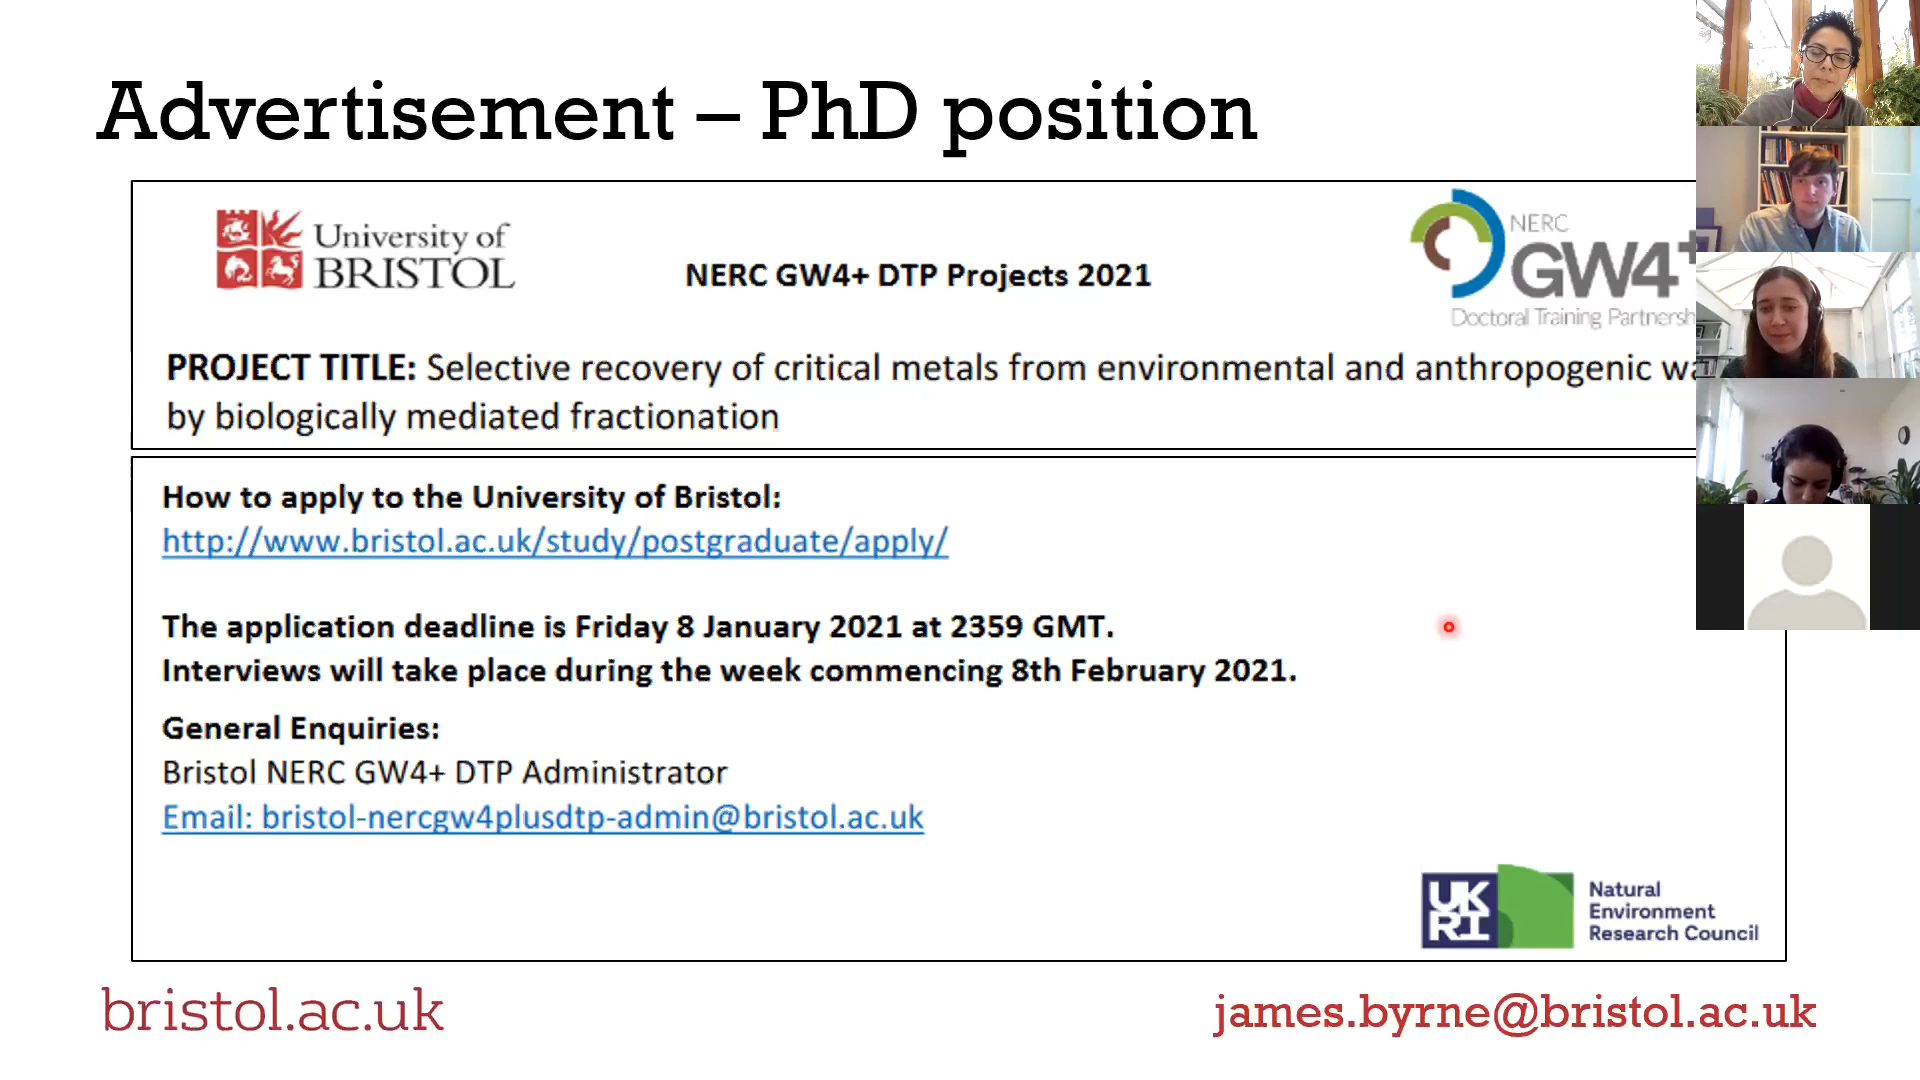 Advertisement – PhD position
University of
BRISTOL
NERC GW4+ DTP Projects 2021
NERC
GW4+
Doctoral Training
PROJECT TITLE: Selective recovery of critical metals from environmental and anthropogenic
by biologically mediated fractionation
How to apply to the University of Bristol:
http://www.bristol.ac.uk/study/postgraduate/apply/
The application deadline is Friday 8 January 2021 at 2359 GMT.
Interviews will take place during the week commencing 8th February 2021.
General Enquiries:
Bristol NERC GW4+ DTP Administrator
Email: bristol-nercgw4plusdtp-admin@bristol.ac.uk
UK
RI
Natural
Environment
Research Council
bristol.ac.uk
james.byrne@bristol.ac.uk